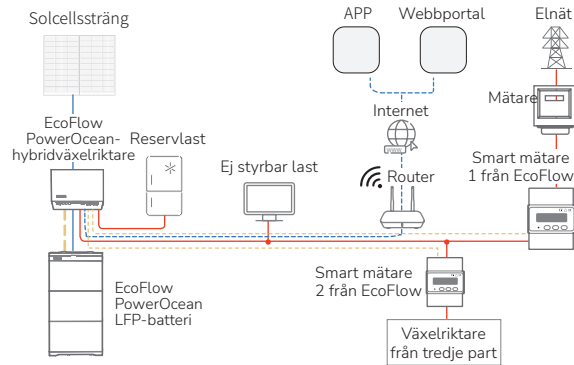 APP
Webbportal
Elnät
Solcellssträng
Mätare
Internet
WWW
EcoFlow
PowerOcean-
hybridväxelriktare
Reservlast
Ej styrbar last
Router
Smart mätare
1 från EcoFlow
EcoFlow
PowerOcean
LFP-batteri
Smart mätare
2 från EcoFlow
Växelriktare
från tredje part